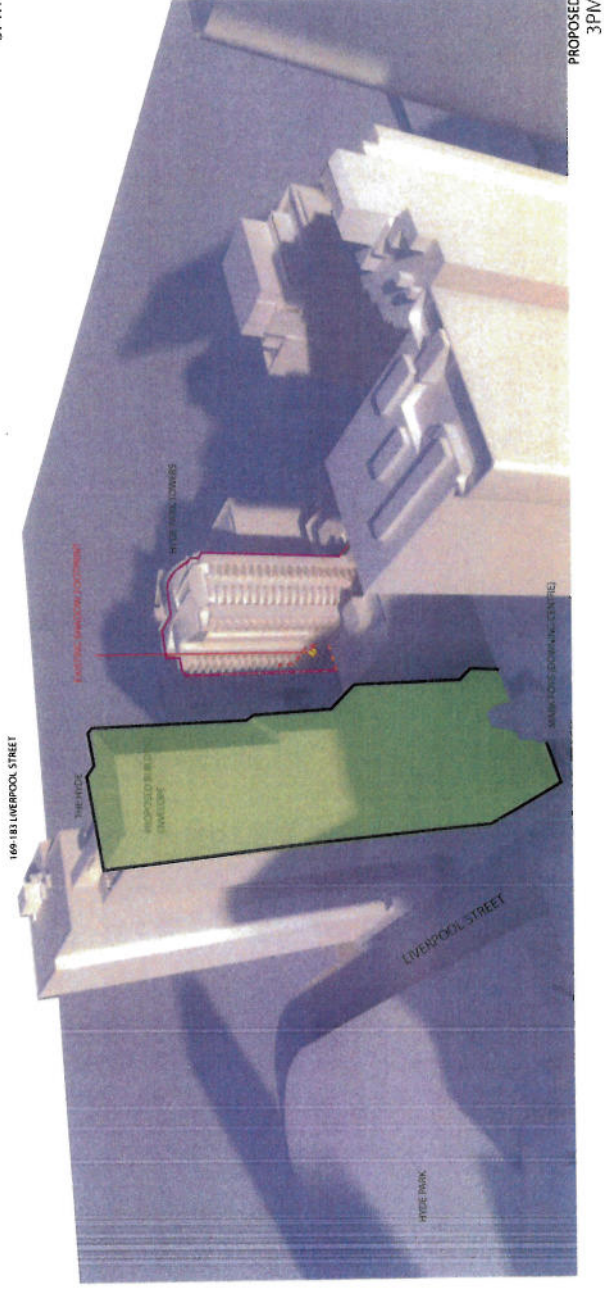 169-183 LIVERPOOL STREET
THE HYDE
PROPOSED BUILDING
ENVELOPE
HYDE PARK TOWERS
MARK FOYS (DOWNING CENTRE)
LIVERPOOL STREET
HYDE PARK
PROPOSED
3PM